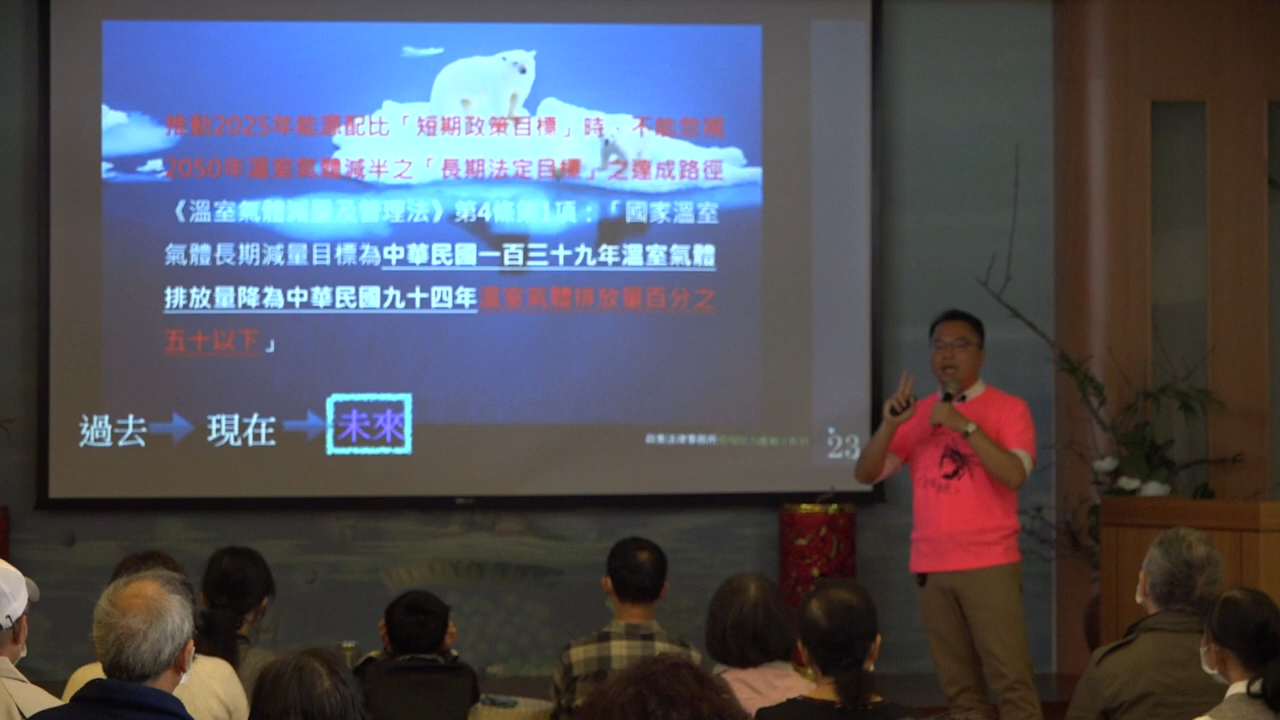 推動2025年能源配比「短期政策目標」時，不能忽視
2050年溫室氣體減半之「長期法定目標」之達成路徑
《溫室氣體減量及管理法》第4條第1項：「國家溫室
氣體長期減量目標為中華民國一百三十九年溫室氣體
排放量降為中華民國九十四年溫室氣體排放量百分之
五十以下」
過去 現在 未來
23